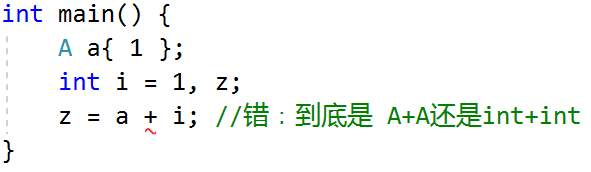 int main() {
    A a{ 1 };
    int i = 1, z;
    z = a + i; //错：到底是 A+A还是int+int
}